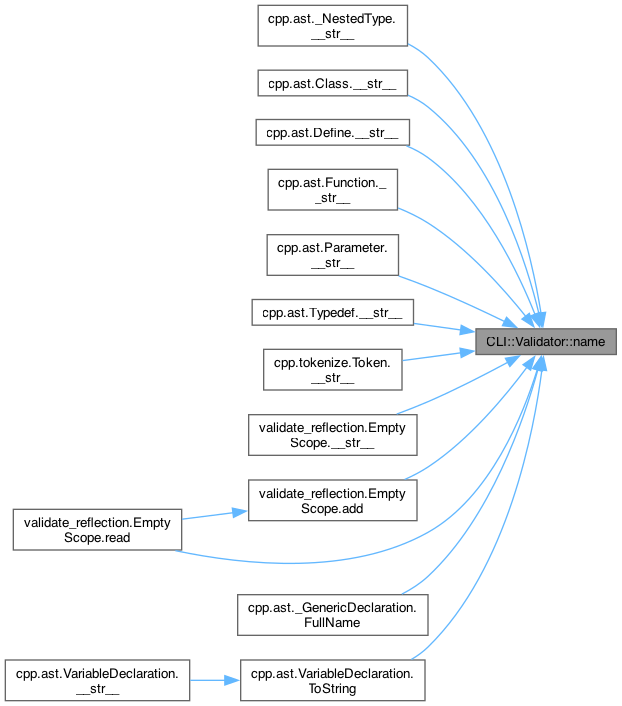 cpp.ast._NestedType.
__str__
cpp.ast.Class.__str__
cpp.ast.Define.__str__
cpp.ast.Function._
_str__
cpp.ast.Parameter.
__str__
cpp.ast.Typedef.__str__
CLI::Validator::name
cpp.tokenize.Token.
__str__
validate_reflection.Empty
Scope.__str__
validate_reflection.Empty
Scope.add
validate_reflection.Empty
Scope.read
cpp.ast._GenericDeclaration.
FullName
cpp.ast.VariableDeclaration.
__str__
cpp.ast.VariableDeclaration.
ToString